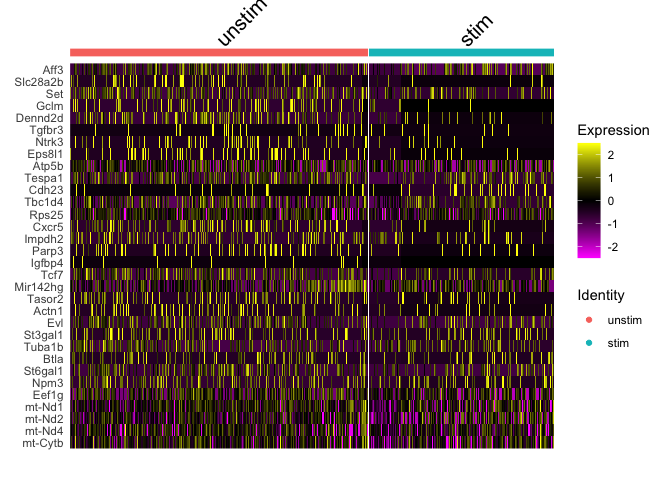 unstim
stim
Aff3
Slc28a2b
Set
Gclm
Dennd2d
Tgfbr3
Ntrk3
Eps8l1
Atp5b
Tespa1
Cdh23
Tbc1d4
Rps25
Cxcr5
Impdh2
Parp3
Igfbp4
Tcf7
Mir142hg
Tasor2
Actn1
Evl
St3gal1
Tuba1b
Btla
St6gal1
Npm3
Eef1g
mt-Nd1
mt-Nd2
mt-Nd4
mt-Cytb
Expression
2
1
0
-1
-2
Identity
unstim
stim